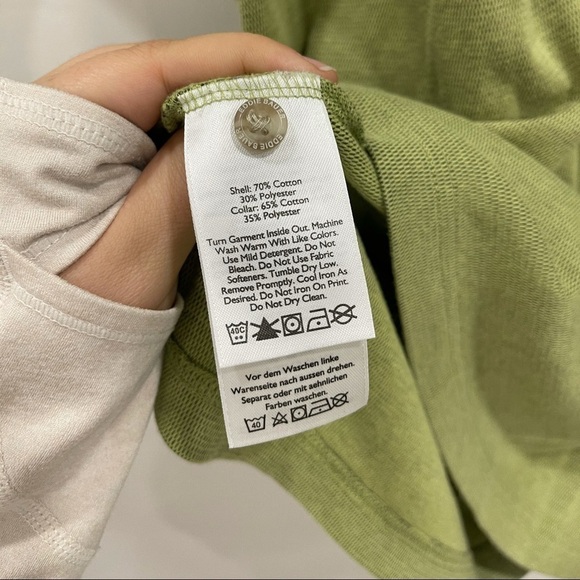 EDDIE BAUER
EDDIE BAUER
Shell: 70% Cotton
30% Polyester
Collar: 65% Cotton
35% Polyester
Turn Garment Inside Out. Machine
Wash Warm With Like Colors.
Use Mild Detergent. Do Not
Bleach. Do Not Use Fabric
Softeners. Tumble Dry Low.
Remove Promptly. Cool Iron As
Desired. Do Not Iron On Print.
Do Not Dry Clean.
40C
Vor dem Waschen linke
Warenseite nach aussen drehen.
Separat oder mit aehnlichen
Farben waschen.
40